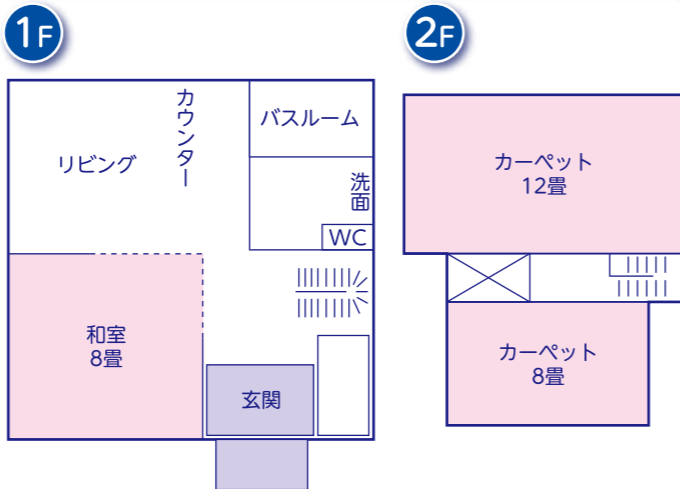 1F
リビング
カウンター
バスルーム
洗面
WC
和室
8畳
玄関
2F
カーペット
12畳
カーペット
8畳